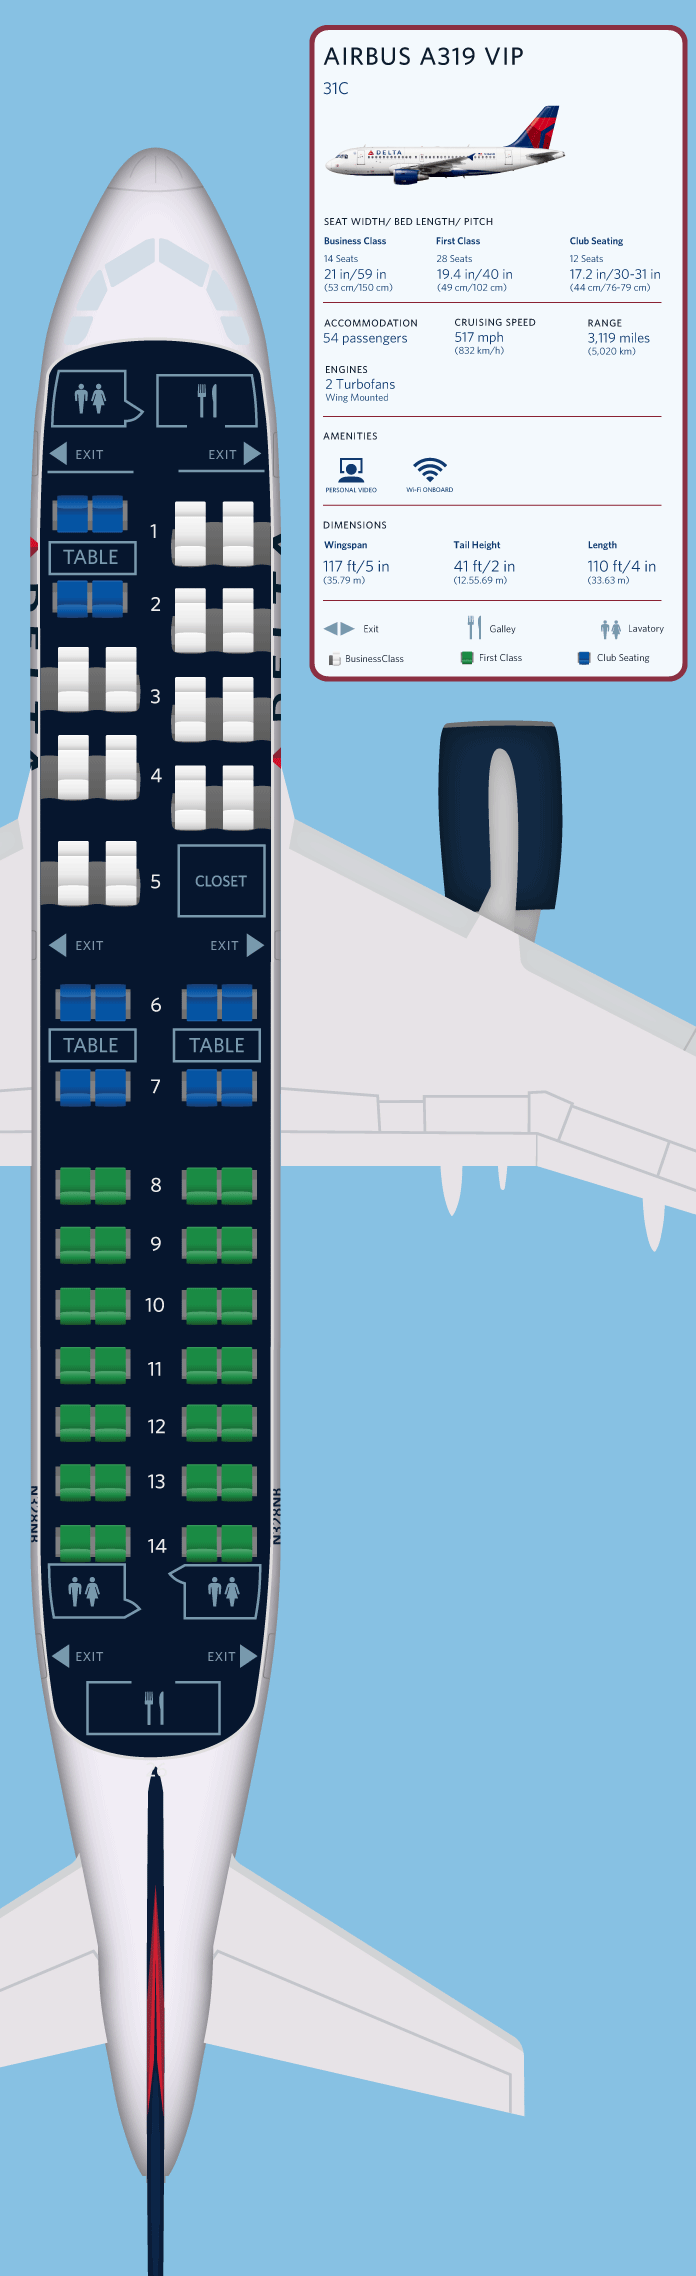 AIRBUS A319 VIP
31C
DELTA
SEAT WIDTH/ BED LENGTH/ PITCH
Business Class First Class Club Seating
14 Seats 28 Seats 12 Seats
21 in/59 in 19.4 in/40 in 17.2 in/30-31 in
(53 cm/150 cm) (49 cm/102 cm) (44 cm/76-79 cm)
ACCOMMODATION CRUISING SPEED RANGE
54 passengers 517 mph 3,119 miles
(832 km/h) (5,020 km)
ENGINES
2 Turbofans
Wing Mounted
AMENITIES
PERSONAL VIDEO WI-FI ONBOARD
DIMENSIONS
Wingspan Tail Height Length
117 ft/5 in 41 ft/2 in 110 ft/4 in
(35.79 m) (12.55.69 m) (33.63 m)
Exit Galley Lavatory
BusinessClass First Class Club Seating
EXIT EXIT
1
TABLE
2
3
4
5 CLOSET
DELTA DELTA
EXIT EXIT
6
TABLE TABLE
7
8
9
10
11
12
13
N328NB N328NB
14
EXIT EXIT